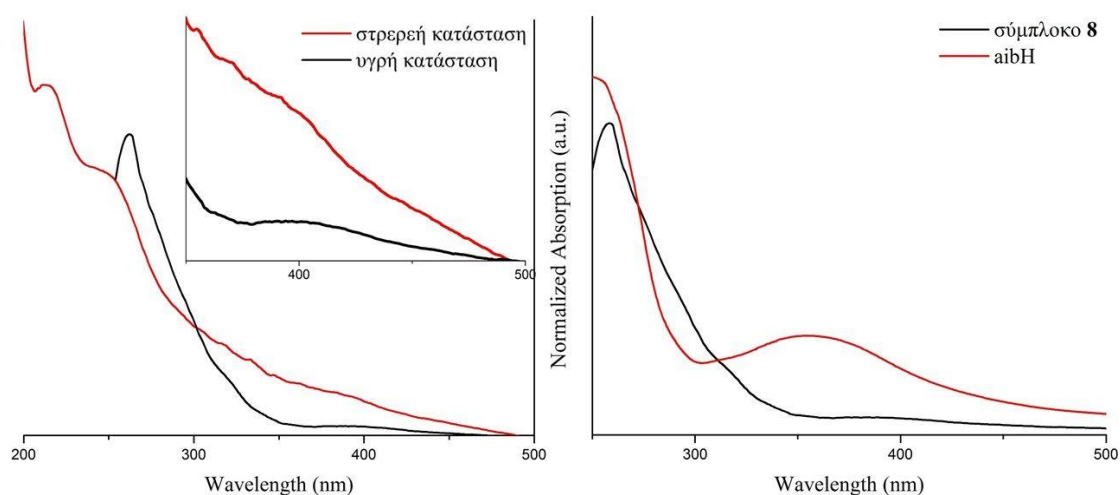 στρερεή κατάσταση
υγρή κατάσταση
400
500
200
300
400
500
Wavelength (nm)
Normalized Absorption (a.u.)
σύμπλοκο 8
aibH
300
400
500
Wavelength (nm)